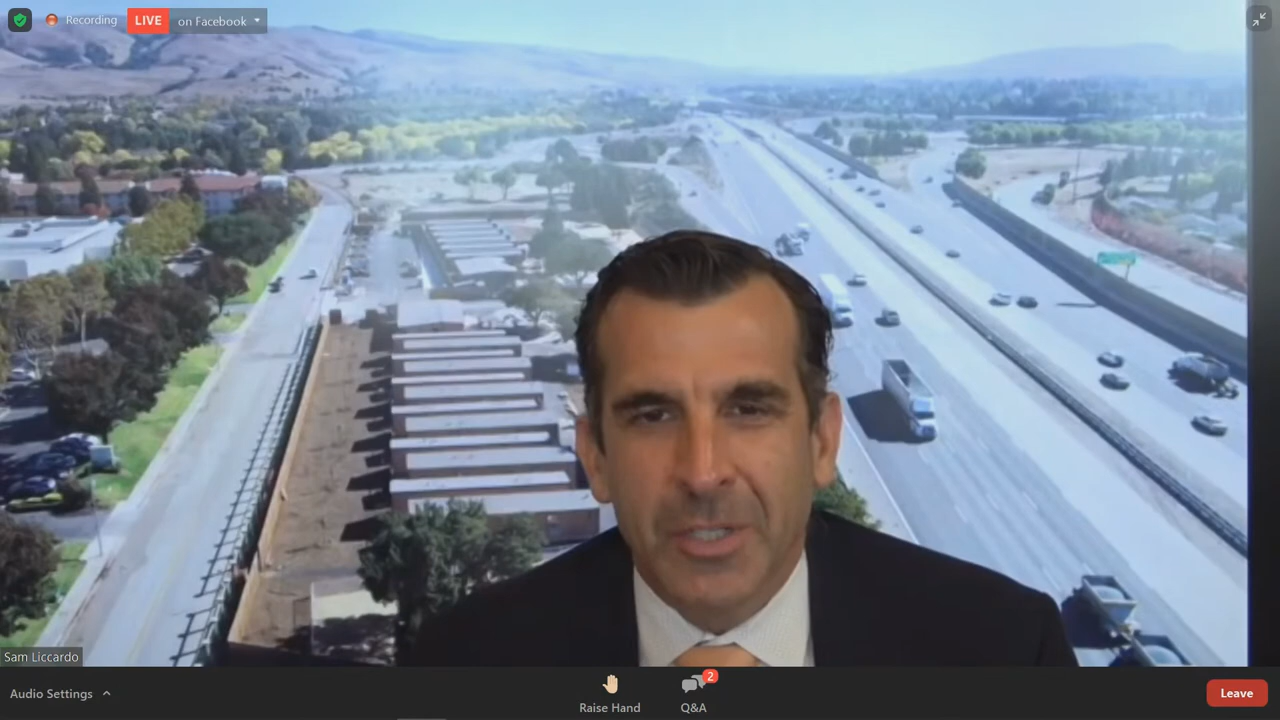 Recording
LIVE
on Facebook
Sam Liccardo
Audio Settings
Raise Hand
2
Q&A
Leave